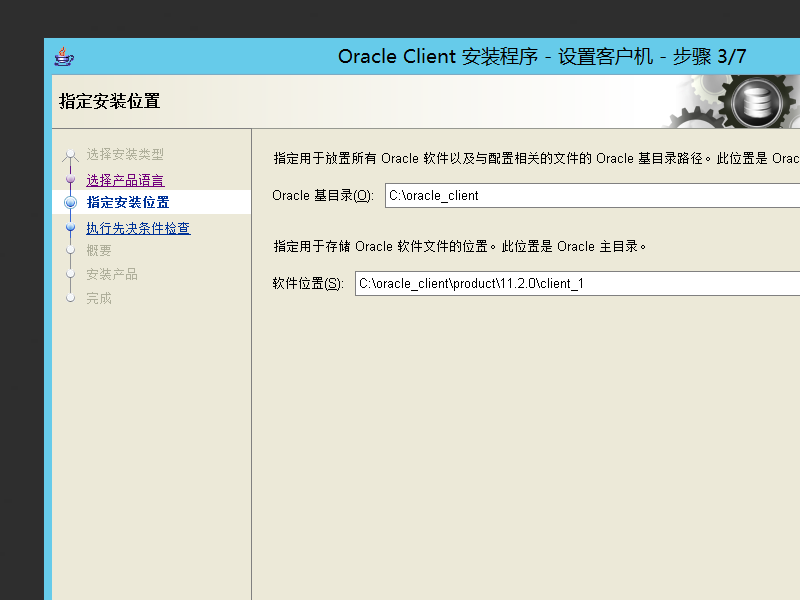 Oracle Client 安装程序 - 设置客户机 - 步骤 3/7
指定安装位置
选择安装类型
选择产品语言
指定安装位置
执行先决条件检查
概要
安装产品
完成
指定用于放置所有 Oracle 软件以及与配置相关的文件的 Oracle 基目录路径。此位置是 Orac
Oracle 基目录(O): C:\oracle_client
指定用于存储 Oracle 软件文件的位置。此位置是 Oracle 主目录。
软件位置(S): C:\oracle_client\product\11.2.0\client_1